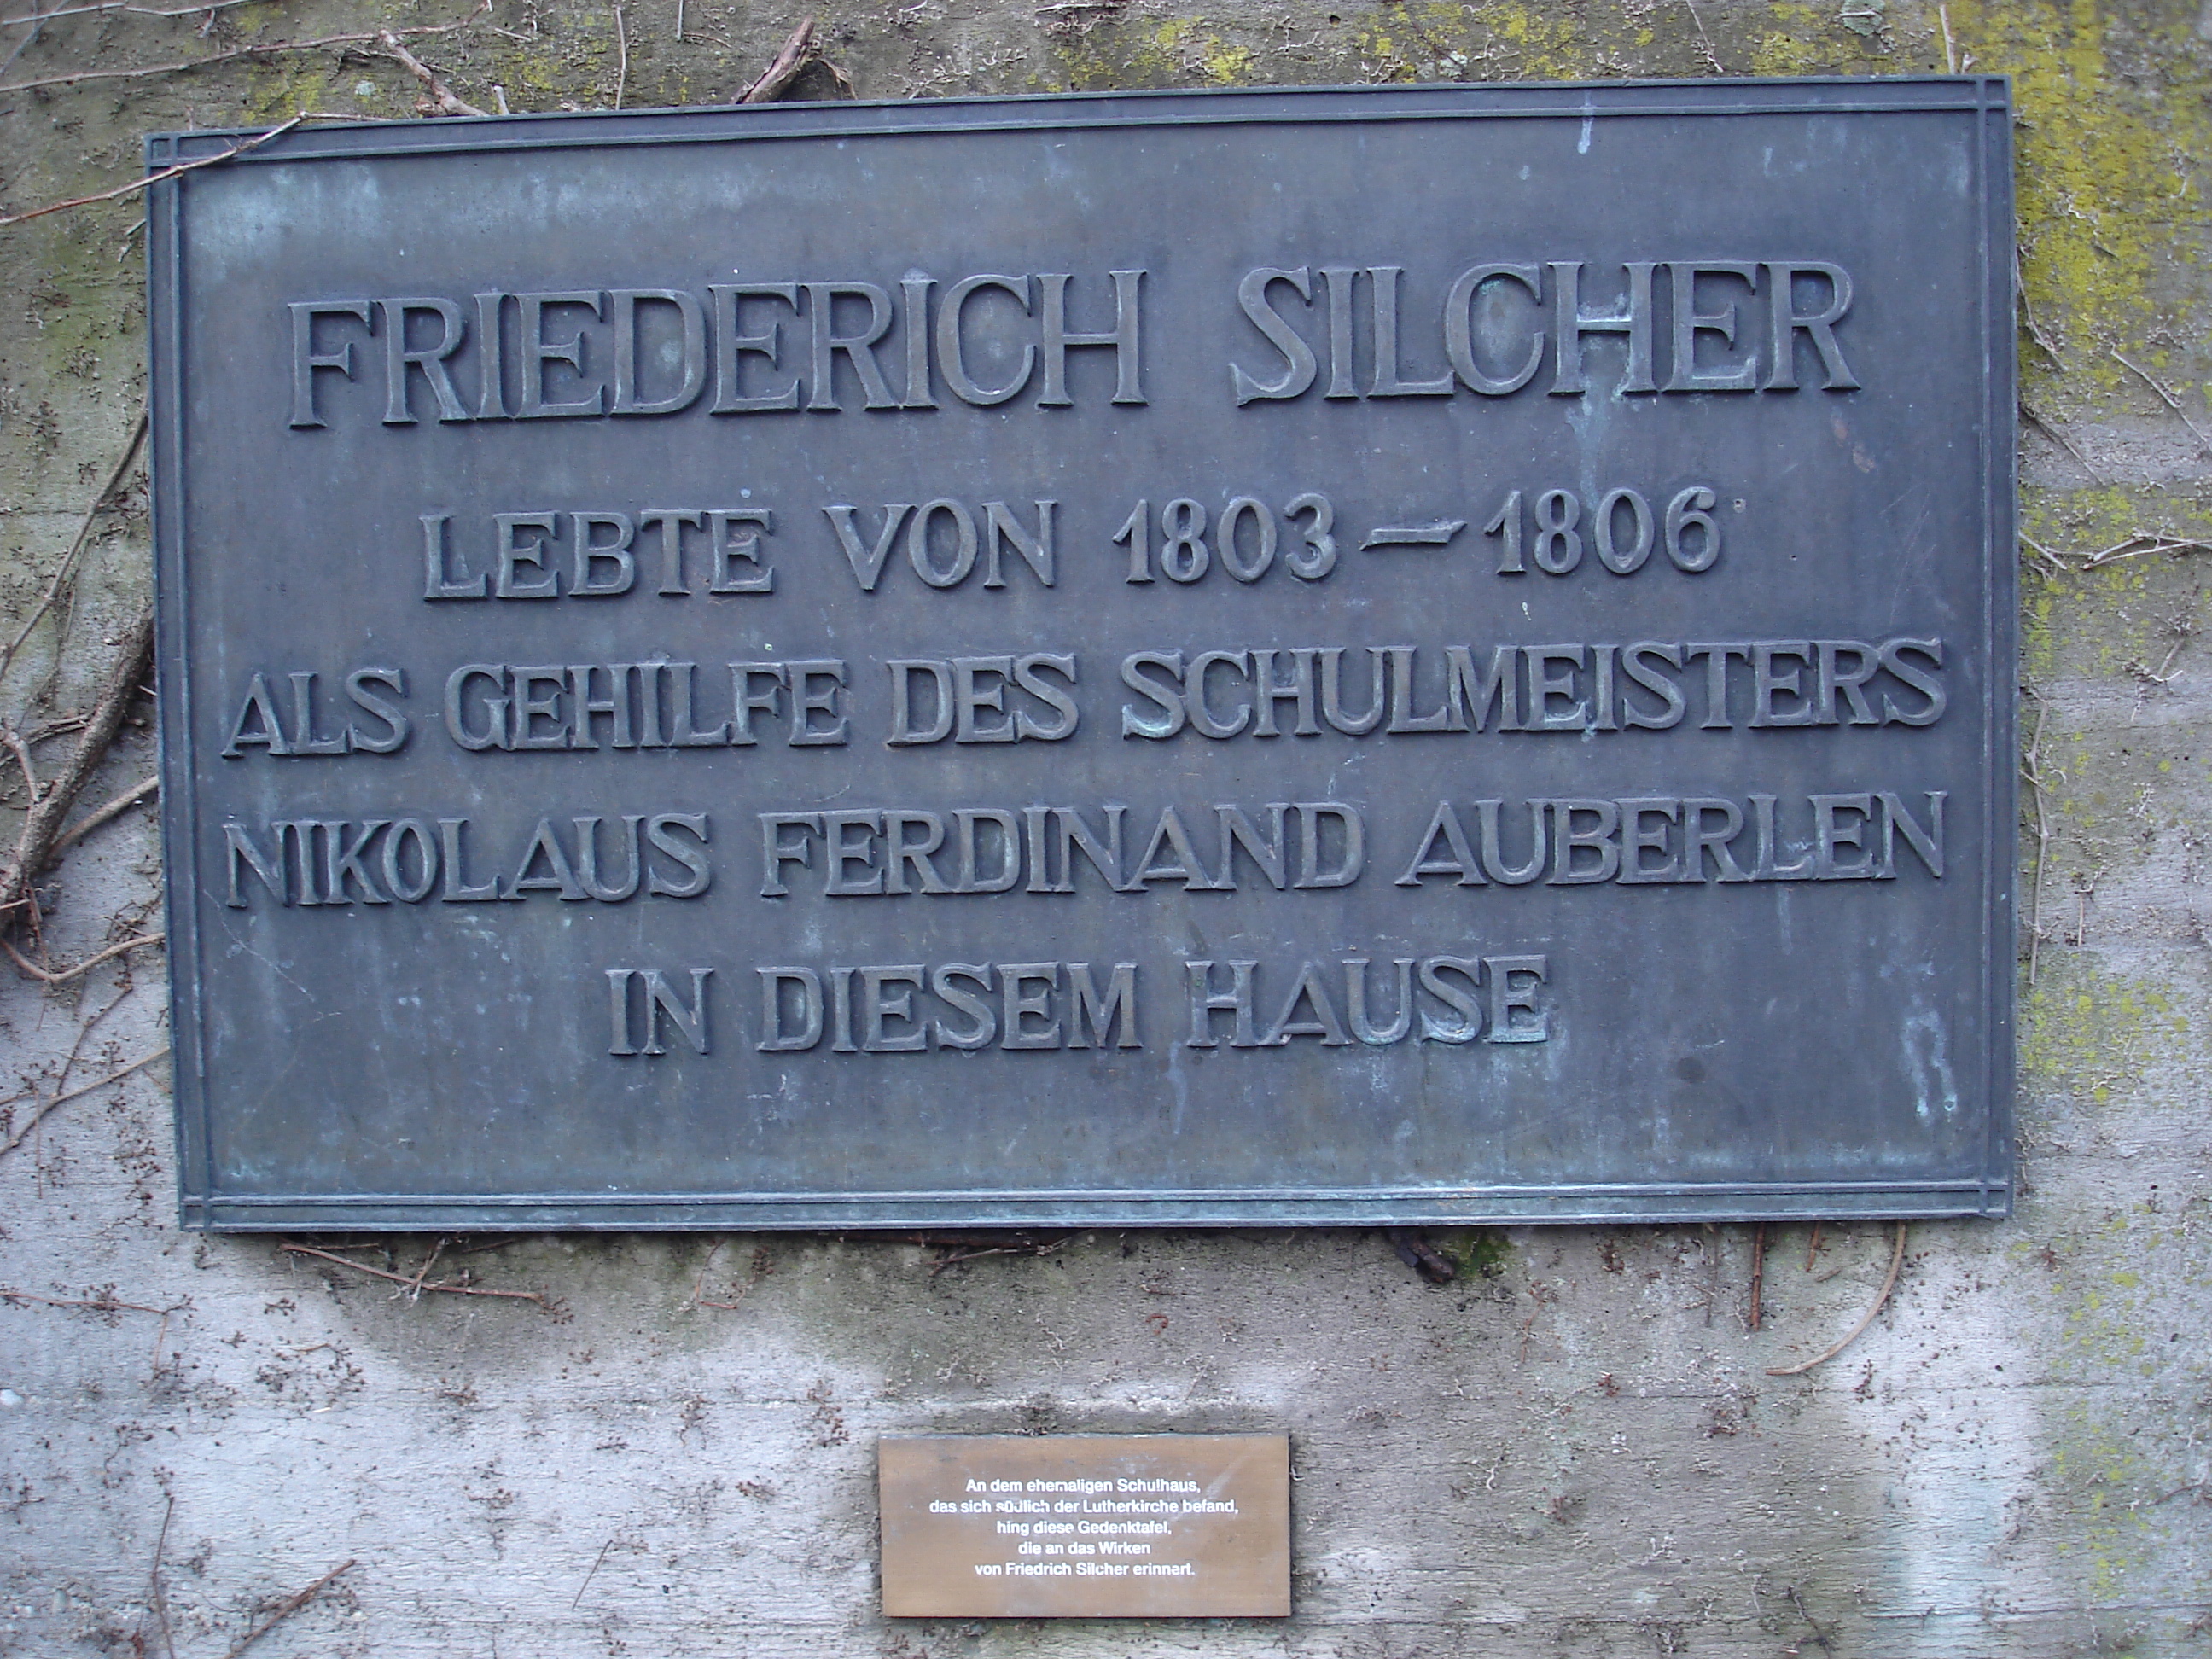 FRIEDERICH SILCHER
LEBTE VON 1803 – 1806
ALS GEHILFE DES SCHULMEISTERS
NIKOLAUS FERDINAND AUBERLEN
IN DIESEM HAUSE
An dem ehemaligen Schulhaus,
das sich südlich der Lutherkirche befand,
hing diese Gedenktafel,
die an das Wirken
von Friedrich Silcher erinnert.